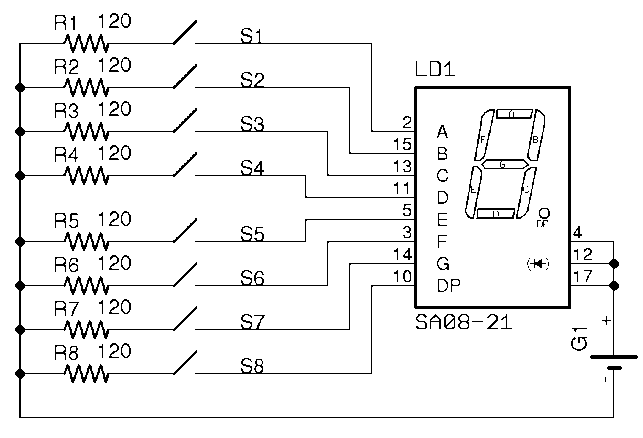 R1 120 S1
R2 120 S2
R3 120 S3
R4 120 S4
R5 120 S5
R6 120 S6
R7 120 S7
R8 120 S8
LD1
2 A
15 B
13 C
11 D
5 E
3 F
14 G
10 DP
4
12
17
F B
G
E C
D
DP
SA08-21
G1
+
-